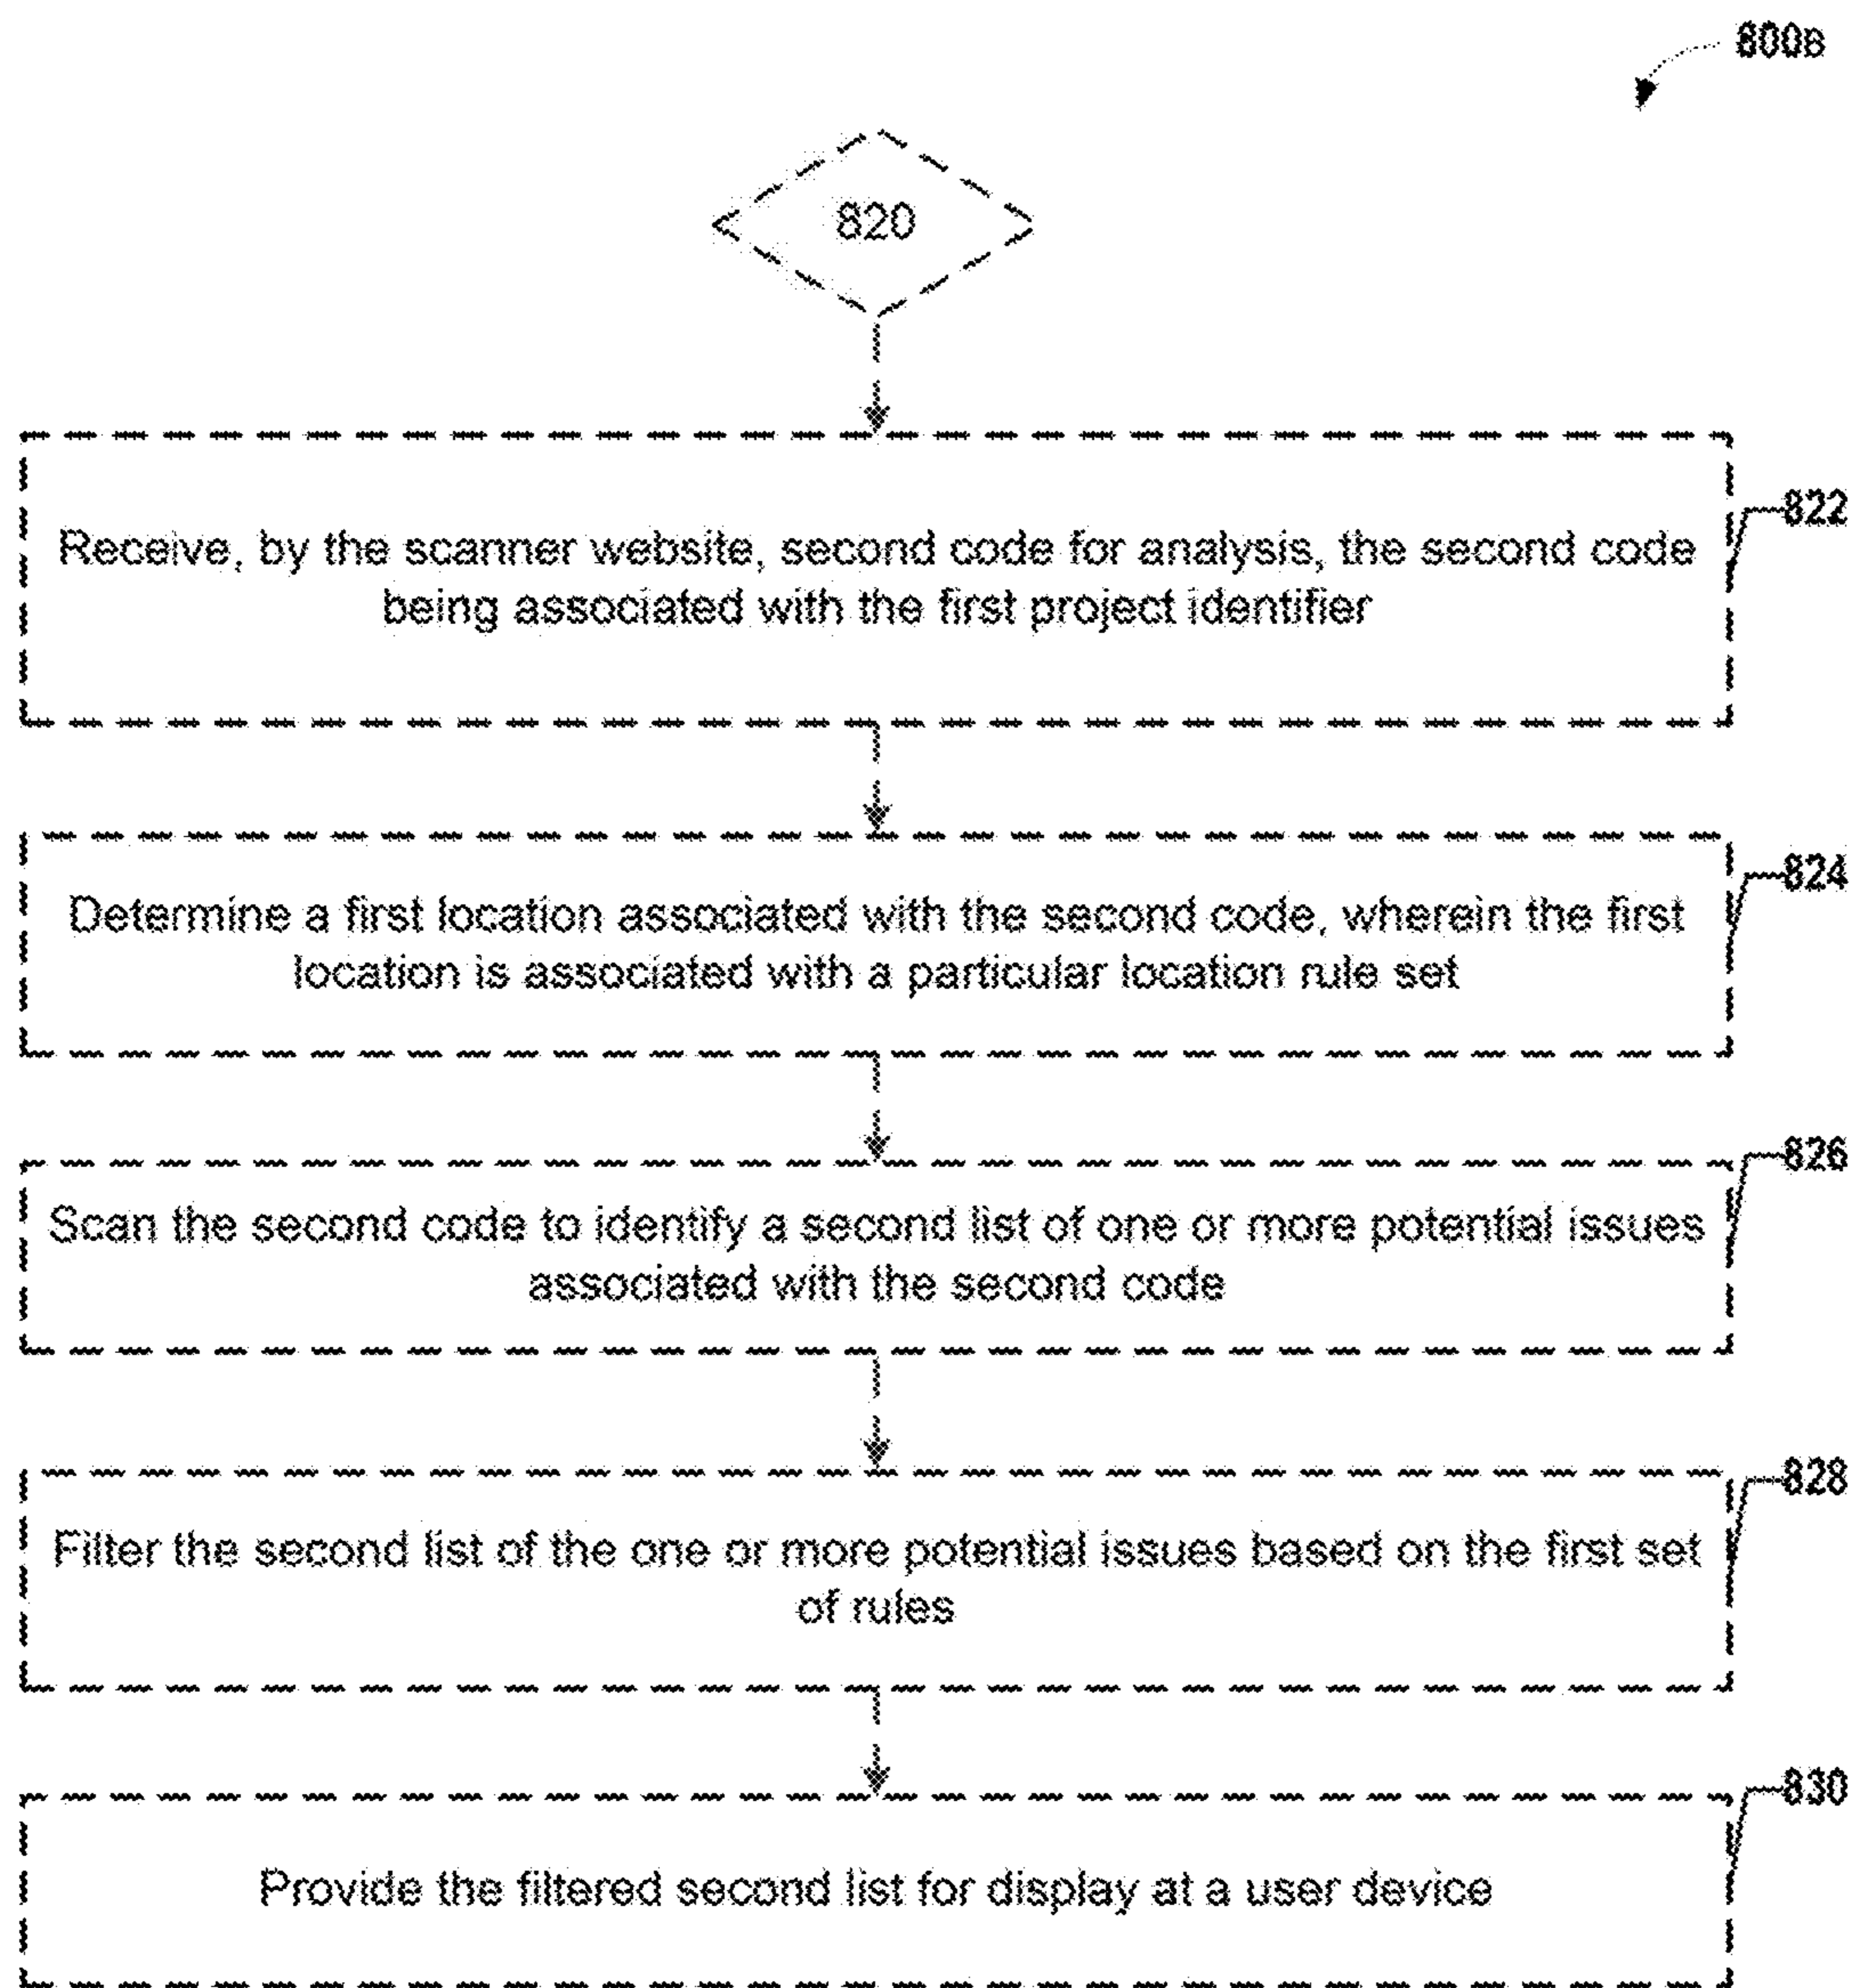 800B
820
Receive, by the scanner website, second code for analysis, the second code
being associated with the first project identifier
822
Determine a first location associated with the second code, wherein the first
location is associated with a particular location rule set
824
Scan the second code to identify a second list of one or more potential issues
associated with the second code
826
Filter the second list of the one or more potential issues based on the first set
of rules
828
Provide the filtered second list for display at a user device
830